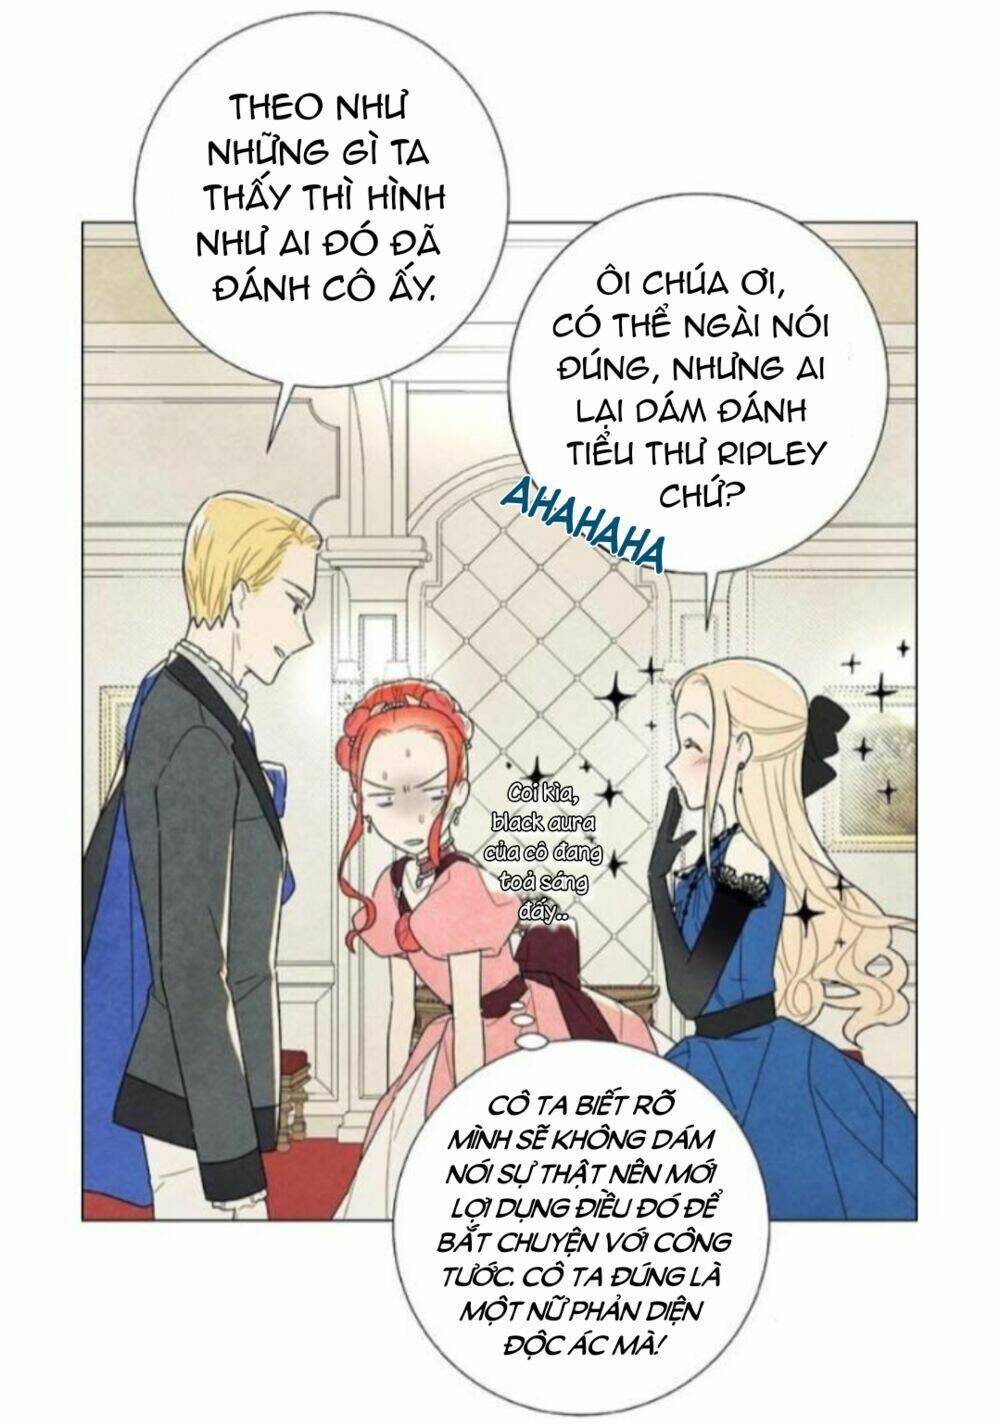 THEO NHƯ
NHỮNG GÌ TA
THẤY THÌ HÌNH
NHƯ AI ĐÓ ĐÃ
ĐÁNH CÔ ẤY.
ÔI CHÚA ƠI,
CÓ THỂ NGÀI NÓI
ĐÚNG, NHƯNG AI
LẠI DÁM ĐÁNH
TIỂU THƯ RIPLEY
CHỨ?
AHAHAHA
Coi kìa,
black aura
của cô đang
toả sáng
đấy..
CÔ TA BIẾT RÕ
MÌNH SẼ KHÔNG DÁM
NÓI SỰ THẬT NÊN MỚI
LỢI DỤNG ĐIỀU ĐÓ ĐỂ
BẮT CHUYỆN VỚI CÔNG
TƯỚC. CÔ TA ĐÚNG LÀ
MỘT NỮ PHẢN DIỆN
ĐỘC ÁC MÀ!